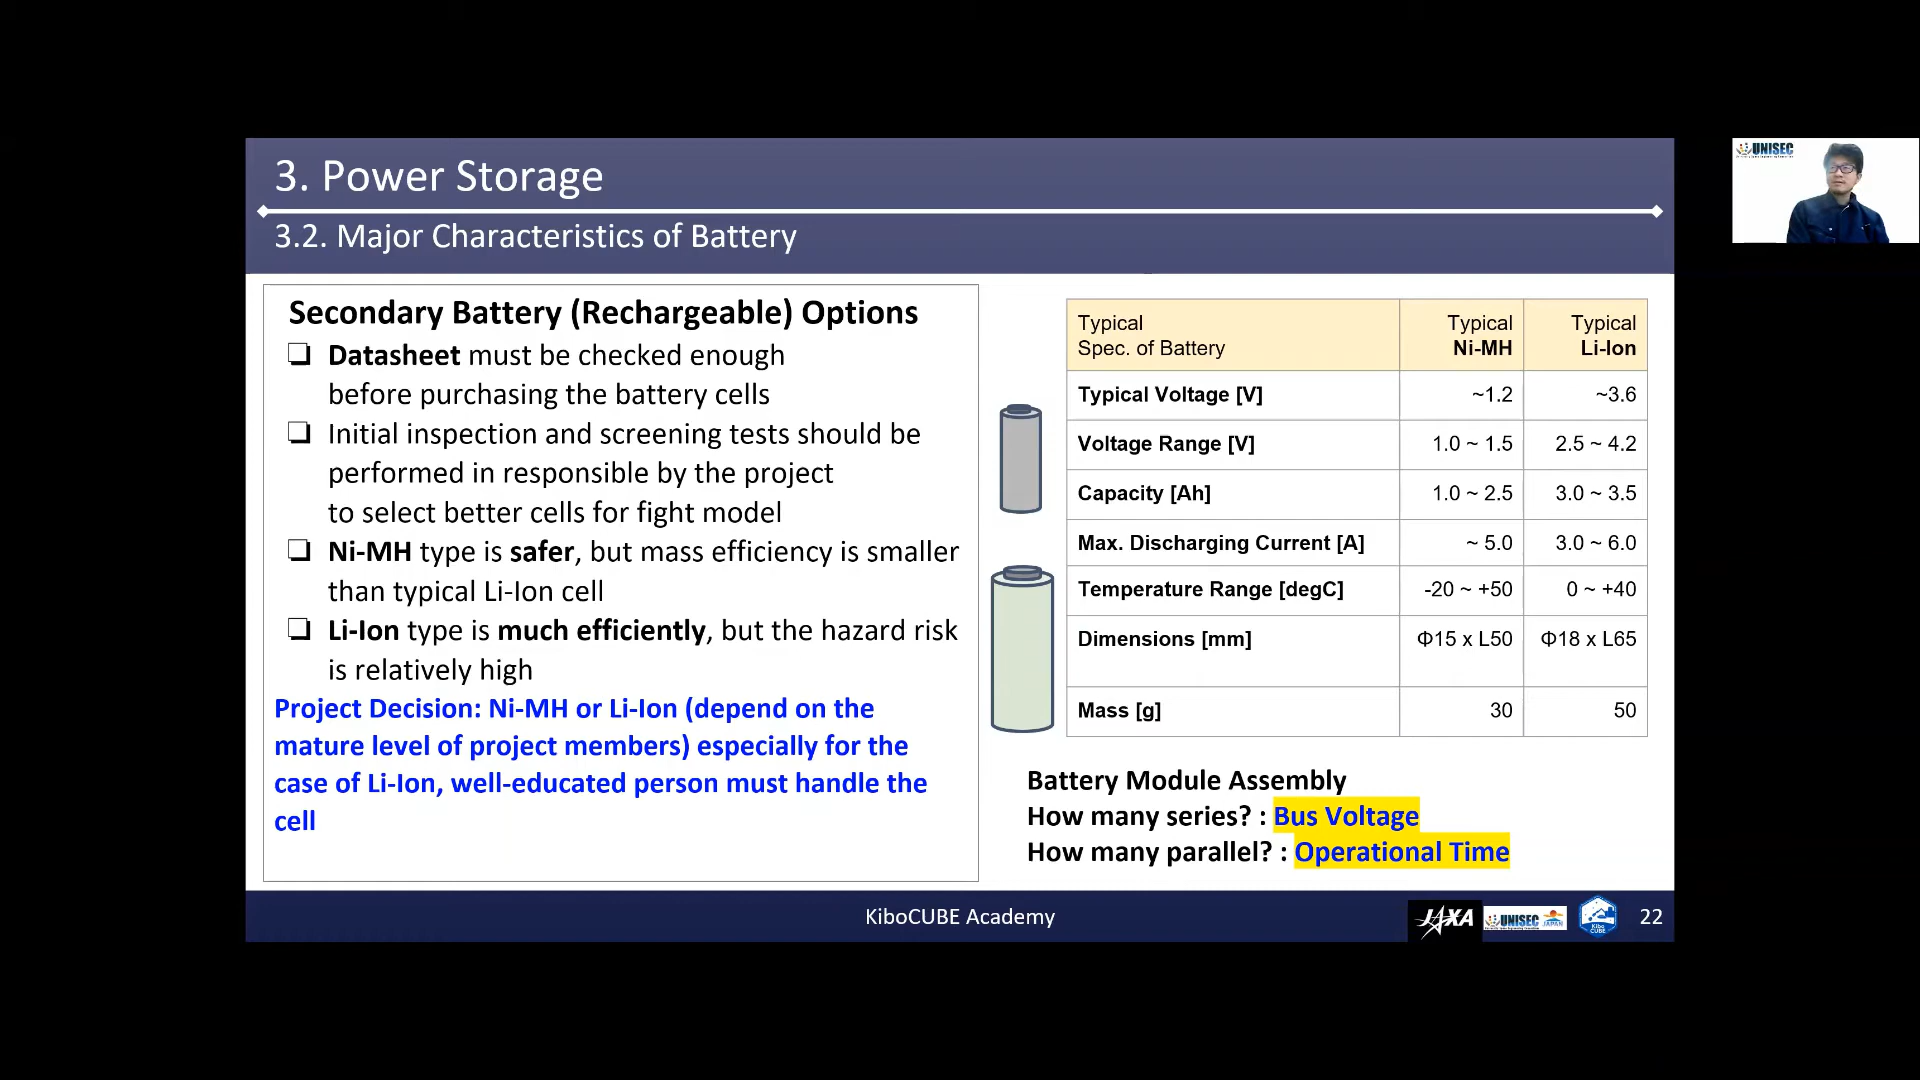 3. Power Storage
3.2. Major Characteristics of Battery
UNISEC
Secondary Battery (Rechargeable) Options
❑ Datasheet must be checked enough
before purchasing the battery cells
❑ Initial inspection and screening tests should be
performed in responsible by the project
to select better cells for fight model
❑ Ni-MH type is safer, but mass efficiency is smaller
than typical Li-Ion cell
❑ Li-Ion type is much efficiently, but the hazard risk
is relatively high
Project Decision: Ni-MH or Li-Ion (depend on the
mature level of project members) especially for the
case of Li-Ion, well-educated person must handle the
cell
Typical Spec. of Battery Typical Ni-MH Typical Li-Ion
Typical Voltage [V] ~1.2 ~3.6
Voltage Range [V] 1.0 ~ 1.5 2.5 ~ 4.2
Capacity [Ah] 1.0 ~ 2.5 3.0 ~ 3.5
Max. Discharging Current [A] ~ 5.0 3.0 ~ 6.0
Temperature Range [degC] -20 ~ +50 0 ~ +40
Dimensions [mm] Φ15 x L50 Φ18 x L65
Mass [g] 30 50
Battery Module Assembly
How many series? : Bus Voltage
How many parallel? : Operational Time
KiboCUBE Academy
JAXA
UNISEC
JAPAN
Kibo
CUBE
22